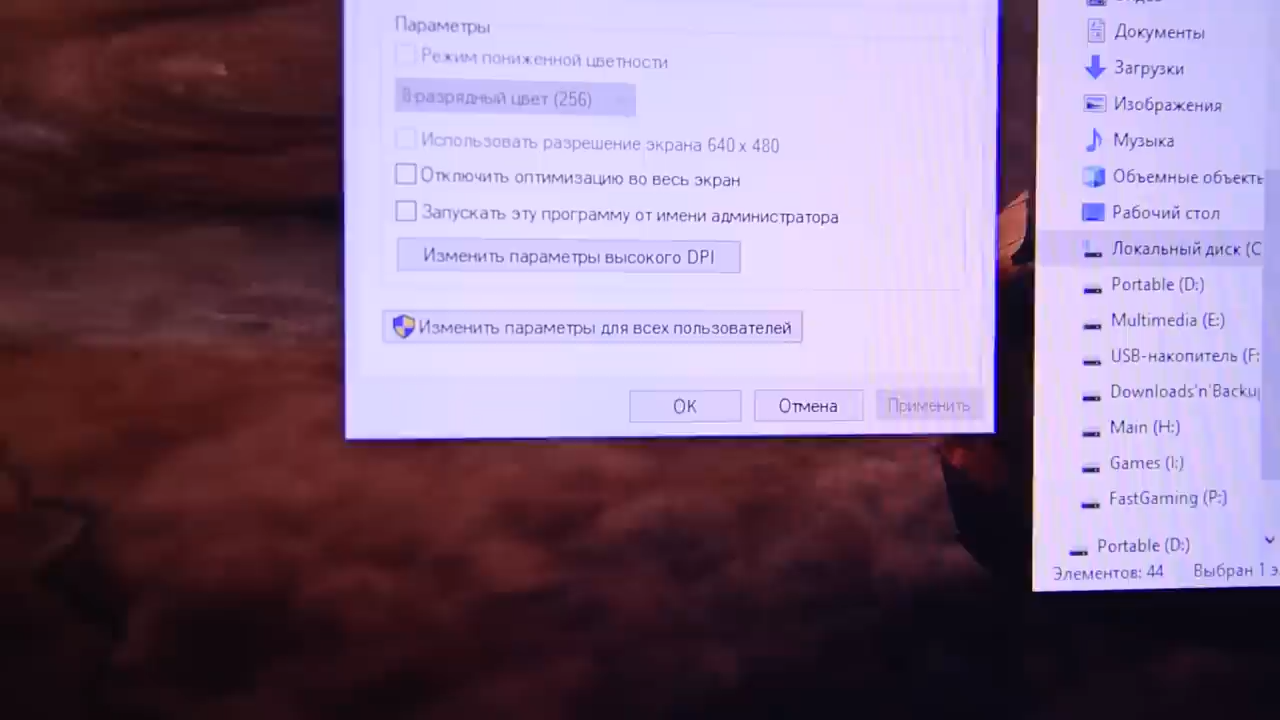 Параметры
Режим пониженной цветности
8-разрядный цвет (256)
Использовать разрешение экрана 640 x 480
Отключить оптимизацию во весь экран
Запускать эту программу от имени администратора
Изменить параметры высокого DPI
Изменить параметры для всех пользователей
OK
Отмена
Применить
Документы
Загрузки
Изображения
Музыка
Объемные объекты
Рабочий стол
Локальный диск (C
Portable (D:)
Multimedia (E:)
USB-накопитель (F:
Downloads'n'Backup
Main (H:)
Games (I:)
FastGaming (P:)
Portable (D:)
Элементов: 44
Выбран 1 э